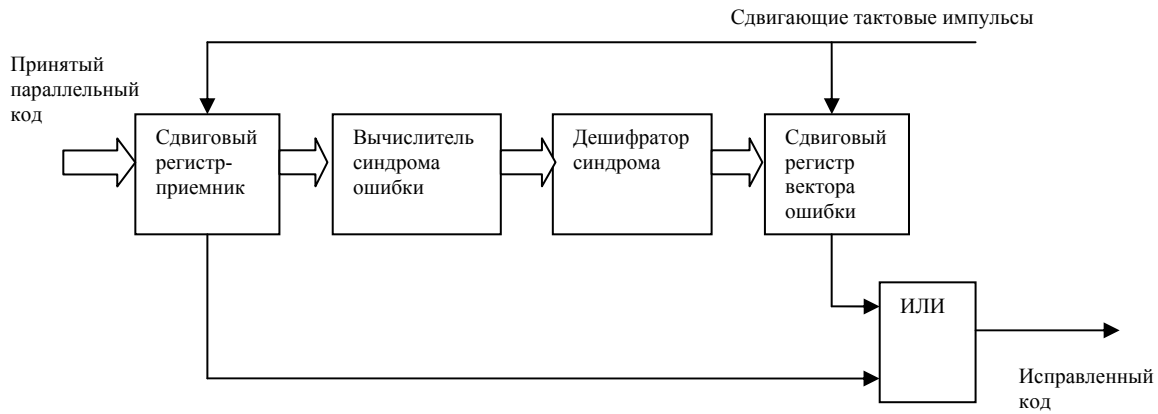 Сдвигающие тактовые импульсы
Принятый
параллельный
код
Сдвиговый
регистр-
приемник
Вычислитель
синдрома
ошибки
Дешифратор
синдрома
Сдвиговый
регистр
вектора
ошибки
ИЛИ
Исправленный
код